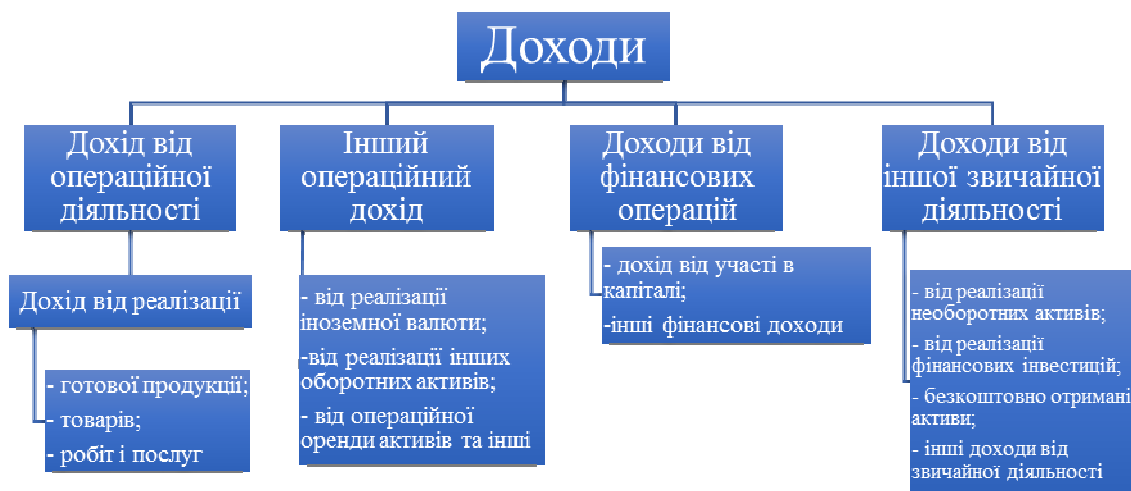 Доходи
Дохід від
операційної
діяльності
Інший
операційний
дохід
Доходи від
фінансових
операцій
Доходи від
іншої звичайної
діяльності
Дохід від реалізації
- готової продукції;
- товарів;
- робіт і послуг
- від реалізації
іноземної валюти;
-від реалізації інших
оборотних активів;
- від операційної
оренди активів та інші
- дохід від участі в
капіталі;
-інші фінансові доходи
- від реалізації
необоротних активів;
- від реалізації
фінансових інвестицій;
- безкоштовно отримані
активи;
- інші доходи від
звичайної діяльності